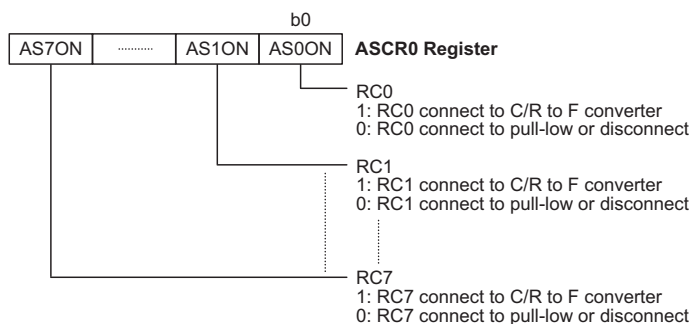 b0
AS7ON ........... AS1ON AS0ON ASCR0 Register
RC0
1: RC0 connect to C/R to F converter
0: RC0 connect to pull-low or disconnect
RC1
1: RC1 connect to C/R to F converter
0: RC1 connect to pull-low or disconnect
RC7
1: RC7 connect to C/R to F converter
0: RC7 connect to pull-low or disconnect